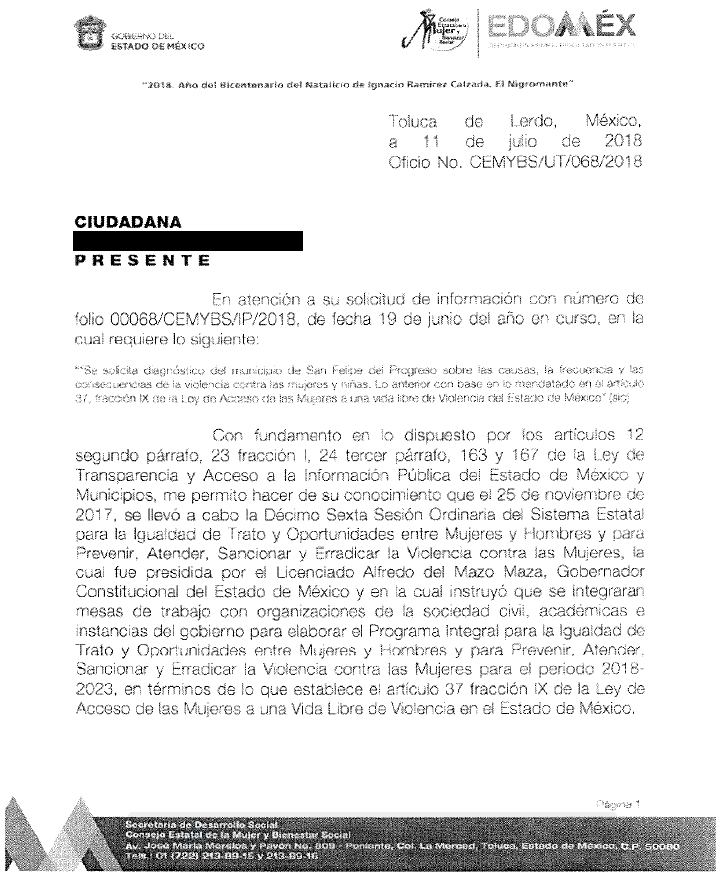 GOBIERNO DEL
ESTADO DE MÉXICO
Consejo
Estatal de la
Mujer y
Bienestar
Social
EDOMÉX
"2018. Año del Bicentenario del Natalicio de Ignacio Ramírez Calzada, El Nigromante"
Toluca de Lerdo, México,
a 11 de julio de 2018
Oficio No. CEMYBS/UT/068/2018
CIUDADANA
PRESENTE
En atención a su solicitud de información con número de
folio 00068/CEMYBS/IP/2018, de fecha 19 de junio del año en curso, en la
cual requiere lo siguiente:
""Se solicita diagnóstico del municipio de San Felipe del Progreso sobre las causas, la frecuencia y las
consecuencias de la violencia contra las mujeres y niñas. Lo anterior con base en lo mandatado en el artículo
37, fracción IX de la Ley de Acceso de las Mujeres a una vida libre de Violencia del Estado de México" (sic)
Con fundamento en lo dispuesto por los artículos 12
segundo párrafo, 23 fracción I, 24 tercer párrafo, 163 y 167 de la Ley de
Transparencia y Acceso a la Información Pública del Estado de México y
Municipios, me permito hacer de su conocimiento que el 25 de noviembre de
2017, se llevó a cabo la Décimo Sexta Sesión Ordinaria del Sistema Estatal
para la Igualdad de Trato y Oportunidades entre Mujeres y Hombres y para
Prevenir, Atender, Sancionar y Erradicar la Violencia contra las Mujeres, la
cual fue presidida por el Licenciado Alfredo del Mazo Maza, Gobernador
Constitucional del Estado de México y en la cual instruyó que se integraran
mesas de trabajo con organizaciones de la sociedad civil, académicas e
instancias del gobierno para elaborar el Programa Integral para la Igualdad de
Trato y Oportunidades entre Mujeres y Hombres y para Prevenir, Atender,
Sancionar y Erradicar la Violencia contra las Mujeres para el periodo 2018-
2023, en términos de lo que establece el artículo 37 fracción IX de la Ley de
Acceso de las Mujeres a una Vida Libre de Violencia en el Estado de México.
Página 1
Secretaría de Desarrollo Social
Consejo Estatal de la Mujer y Bienestar Social
Av. José María Morelos y Pavón No. 809 - Poniente, Col. La Merced, Toluca, Estado de México, C.P. 50080
Tels.: 01 (722) 213-89-15 y 213-89-16